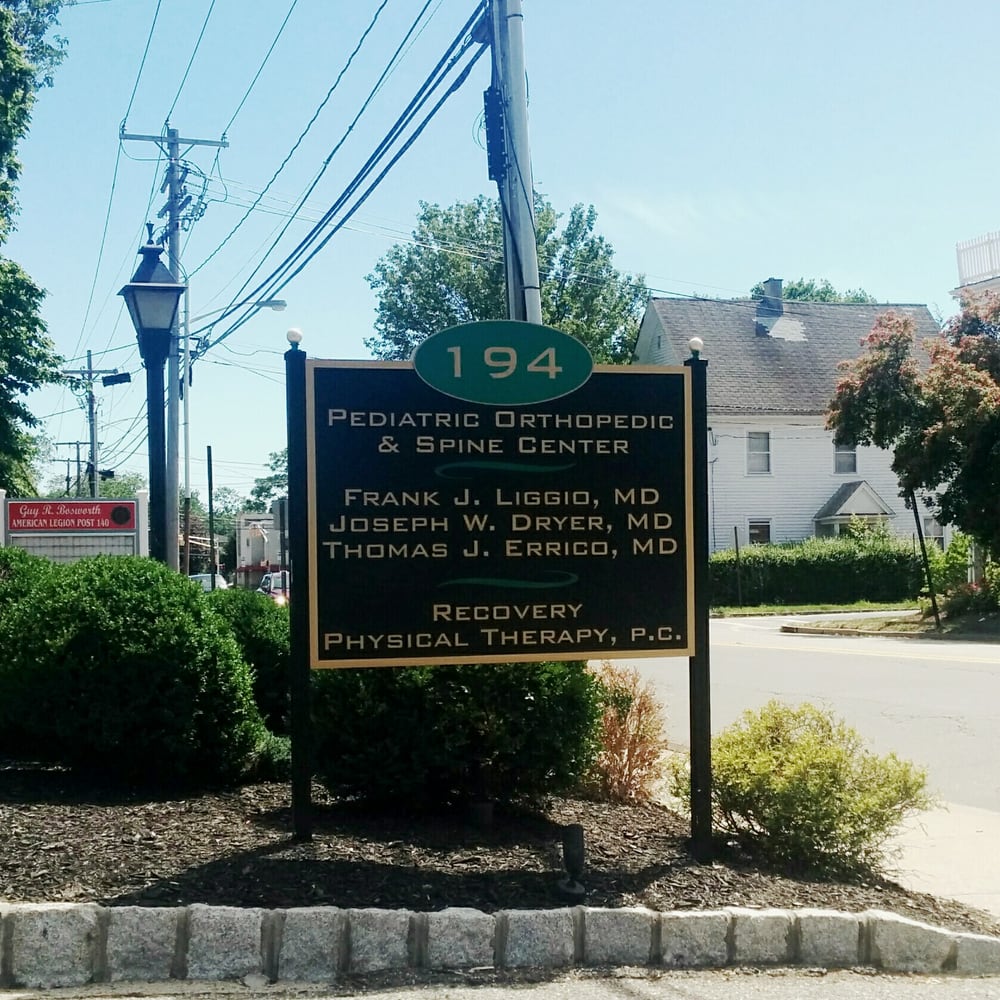 194
PEDIATRIC ORTHOPEDIC
& SPINE CENTER
FRANK J. LIGGIO, MD
JOSEPH W. DRYER, MD
THOMAS J. ERRICO, MD
RECOVERY
PHYSICAL THERAPY, P.C.
Guy R. Bosworth
AMERICAN LEGION POST 140